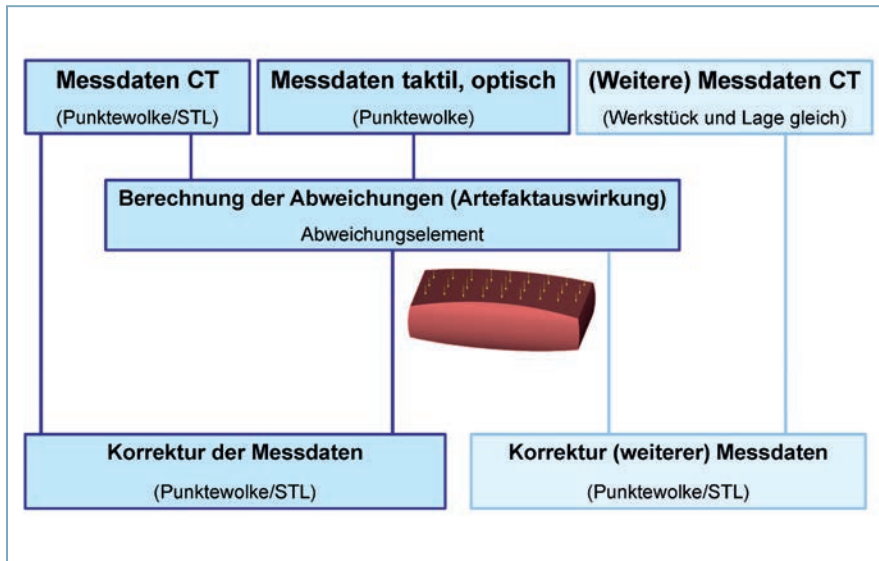 Messdaten CT
(Punktewolke/STL)
Messdaten taktil, optisch
(Punktewolke)
(Weitere) Messdaten CT
(Werkstück und Lage gleich)
Berechnung der Abweichungen (Artefaktauswirkung)
Abweichungselement
Korrektur der Messdaten
(Punktewolke/STL)
Korrektur (weiterer) Messdaten
(Punktewolke/STL)